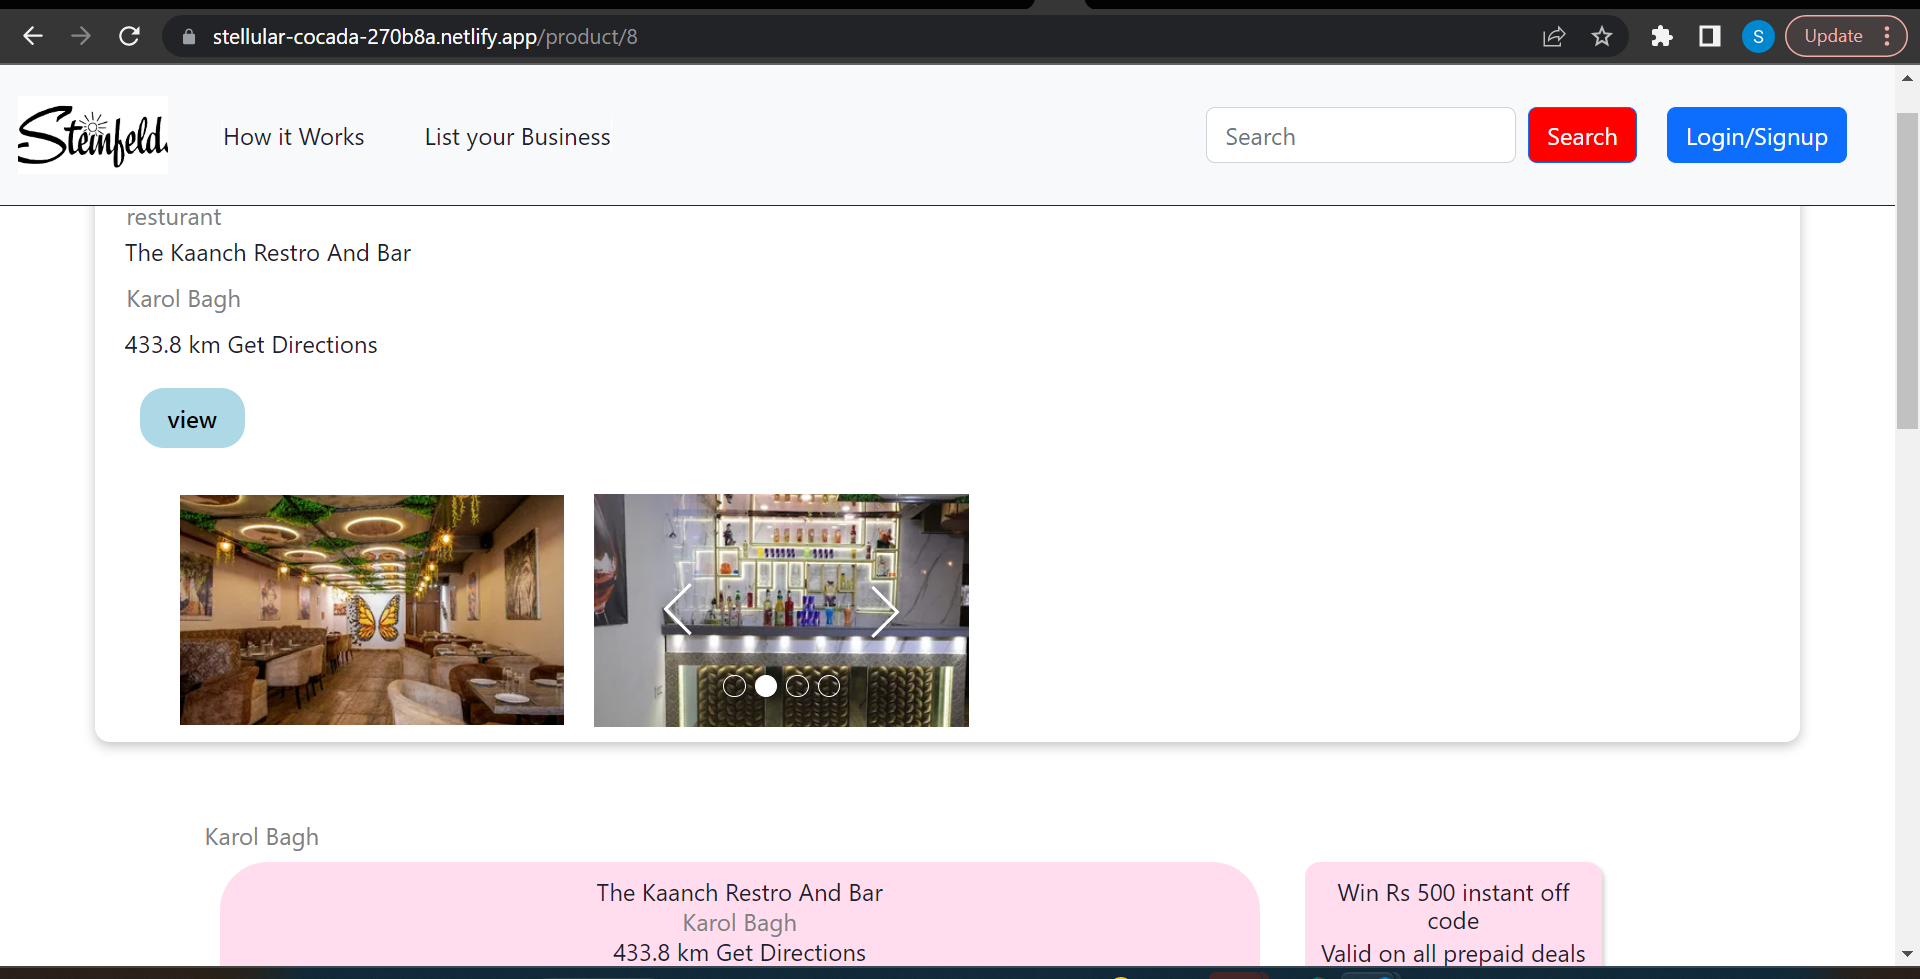 stellular-cocada-270b8a.netlify.app/product/8
S
Update
Steinfeld.
How it Works
List your Business
Search
Search
Login/Signup
resturant
The Kaanch Restro And Bar
Karol Bagh
433.8 km Get Directions
view
Karol Bagh
The Kaanch Restro And Bar
Karol Bagh
433.8 km Get Directions
Win Rs 500 instant off
code
Valid on all prepaid deals